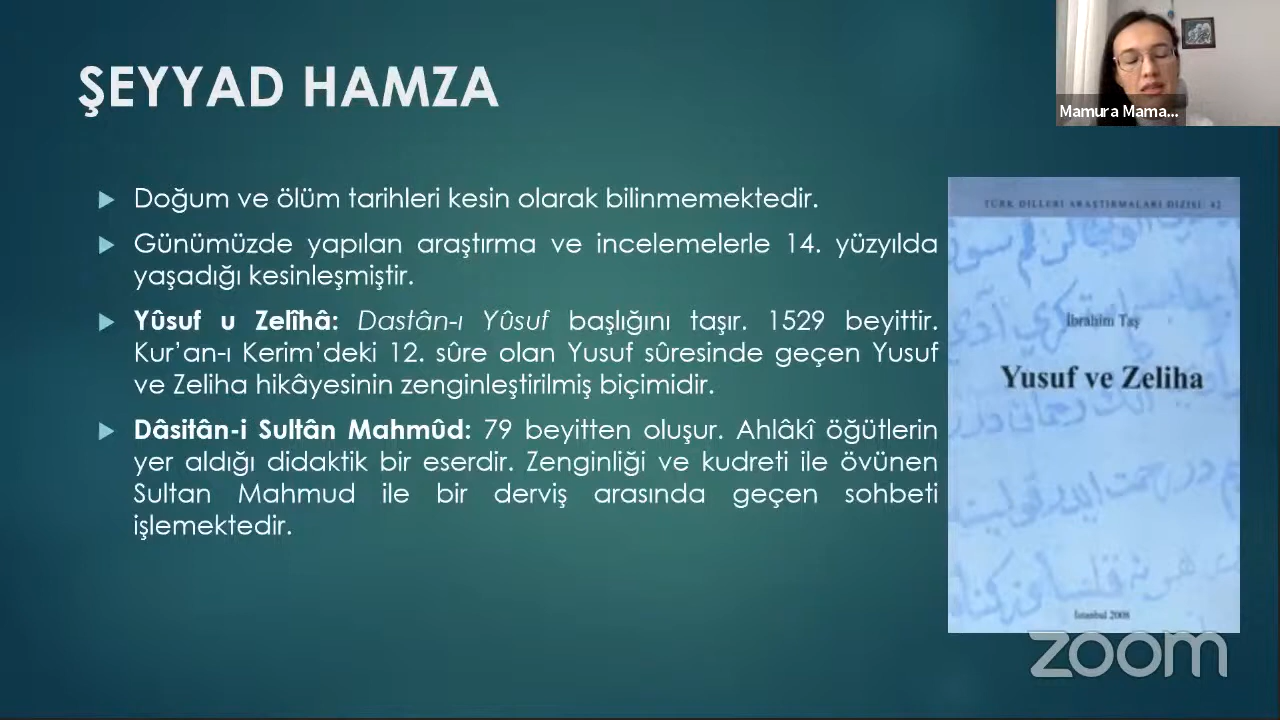 ŞEYYAD HAMZA
Mamura Mama...
Doğum ve ölüm tarihleri kesin olarak bilinmemektedir.
Günümüzde yapılan araştırma ve incelemelerle 14. yüzyılda
yaşadığı kesinleşmiştir.
Yûsuf u Zelîhâ: Dastân-ı Yûsuf başlığını taşır. 1529 beyittir.
Kur’an-ı Kerim’deki 12. sûre olan Yusuf sûresinde geçen Yusuf
ve Zeliha hikâyesinin zenginleştirilmiş biçimidir.
Dâsitân-i Sultân Mahmûd: 79 beyitten oluşur. Ahlâkî öğütlerin
yer aldığı didaktik bir eserdir. Zenginliği ve kudreti ile övünen
Sultan Mahmud ile bir derviş arasında geçen sohbeti
işlemektedir.
TÜRK DİLLERİ ARAŞTIRMALARI DİZİSİ: 42
İbrahim Taş
Yusuf ve Zeliha
İstanbul 2008
zoom